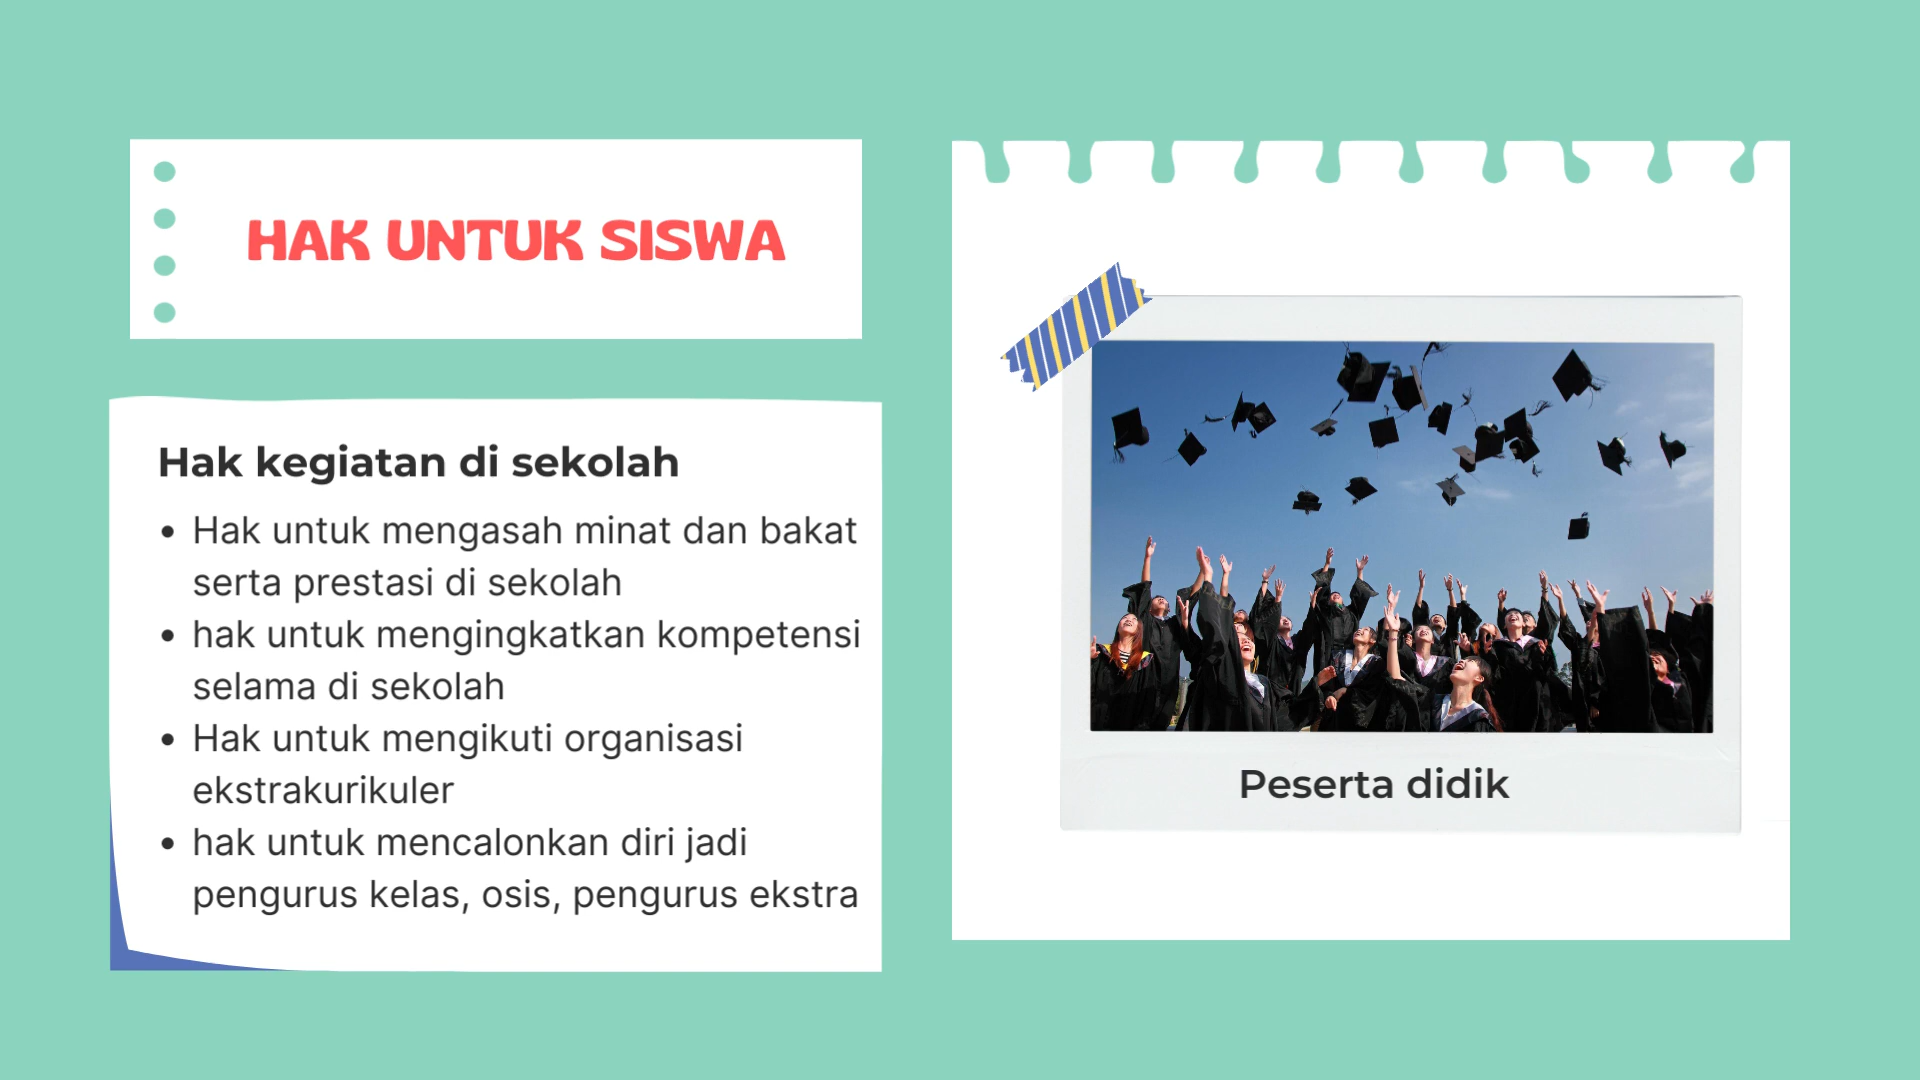 HAK UNTUK SISWA
Hak kegiatan di sekolah
• Hak untuk mengasah minat dan bakat
serta prestasi di sekolah
• hak untuk mengingkatkan kompetensi
selama di sekolah
• Hak untuk mengikuti organisasi
ekstrakurikuler
• hak untuk mencalonkan diri jadi
pengurus kelas, osis, pengurus ekstra
Peserta didik